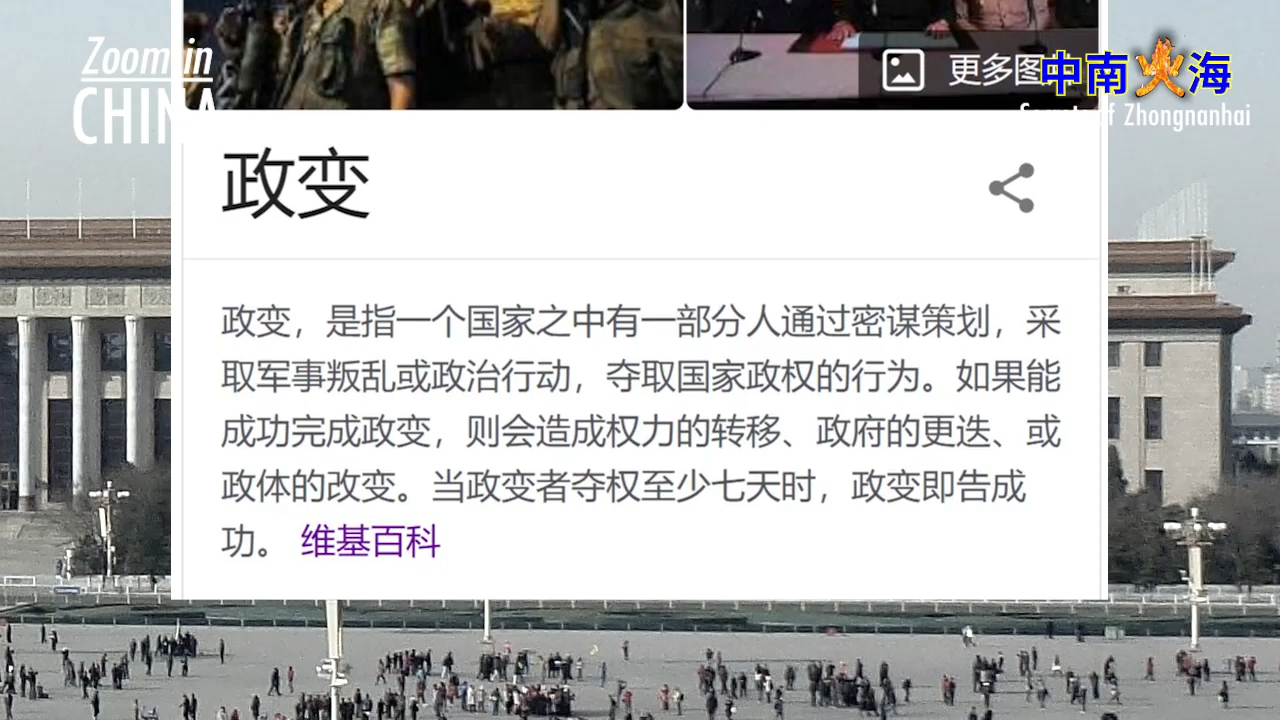 Zoom in
CHINA
更多图
中南火海
Secrets of Zhongnanhai
政变
政变，是指一个国家之中有一部分人通过密谋策划，采
取军事叛乱或政治行动，夺取国家政权的行为。如果能
成功完成政变，则会造成权力的转移、政府的更迭、或
政体的改变。当政变者夺权至少七天时，政变即告成
功。 维基百科